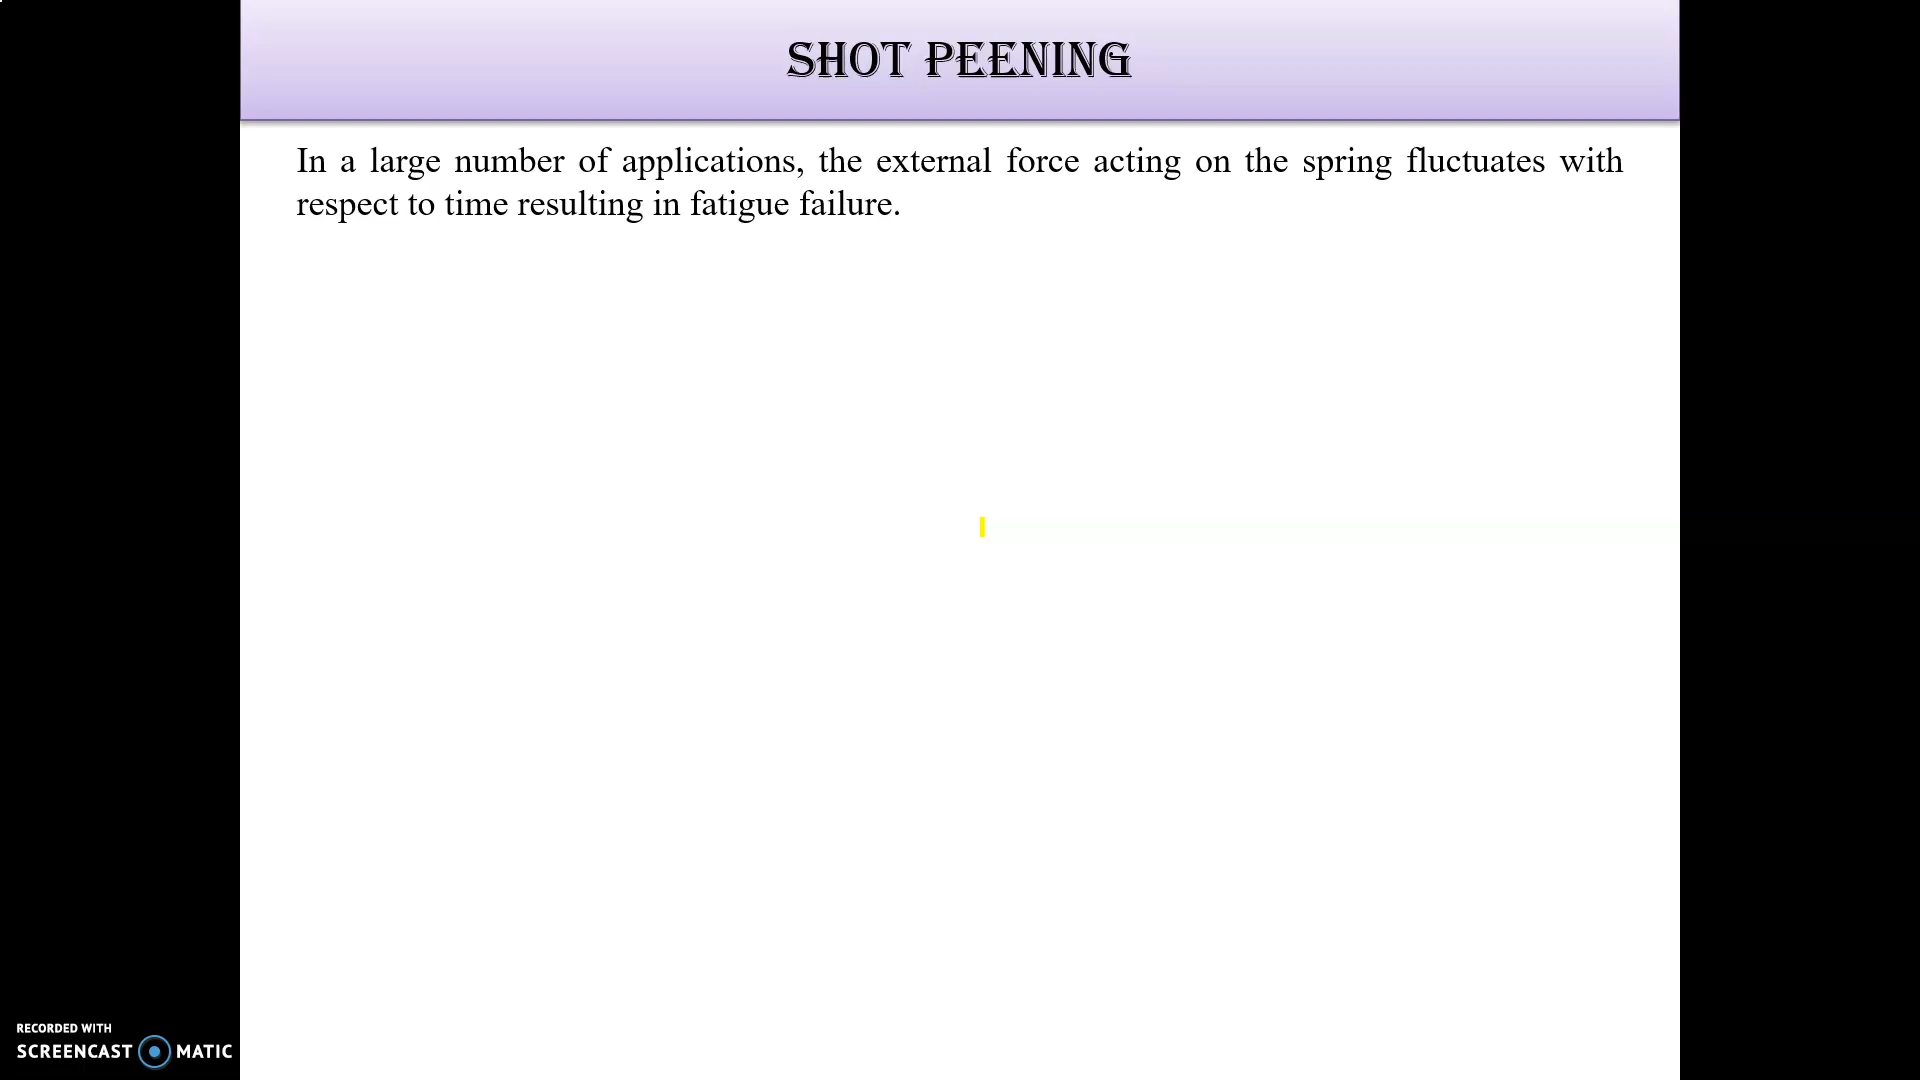 SHOT PEENING
In a large number of applications, the external force acting on the spring fluctuates with
respect to time resulting in fatigue failure.
RECORDED WITH
SCREENCAST MATIC